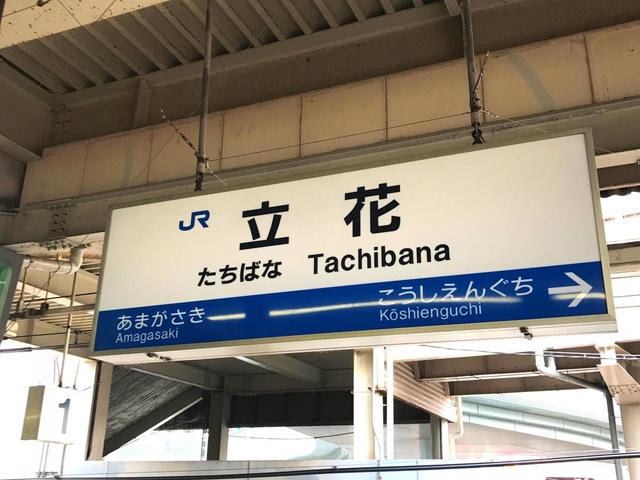 JR 立花
たちばな Tachibana
あまがさき こうしえんぐち
Amagasaki Kōshienguchi
1